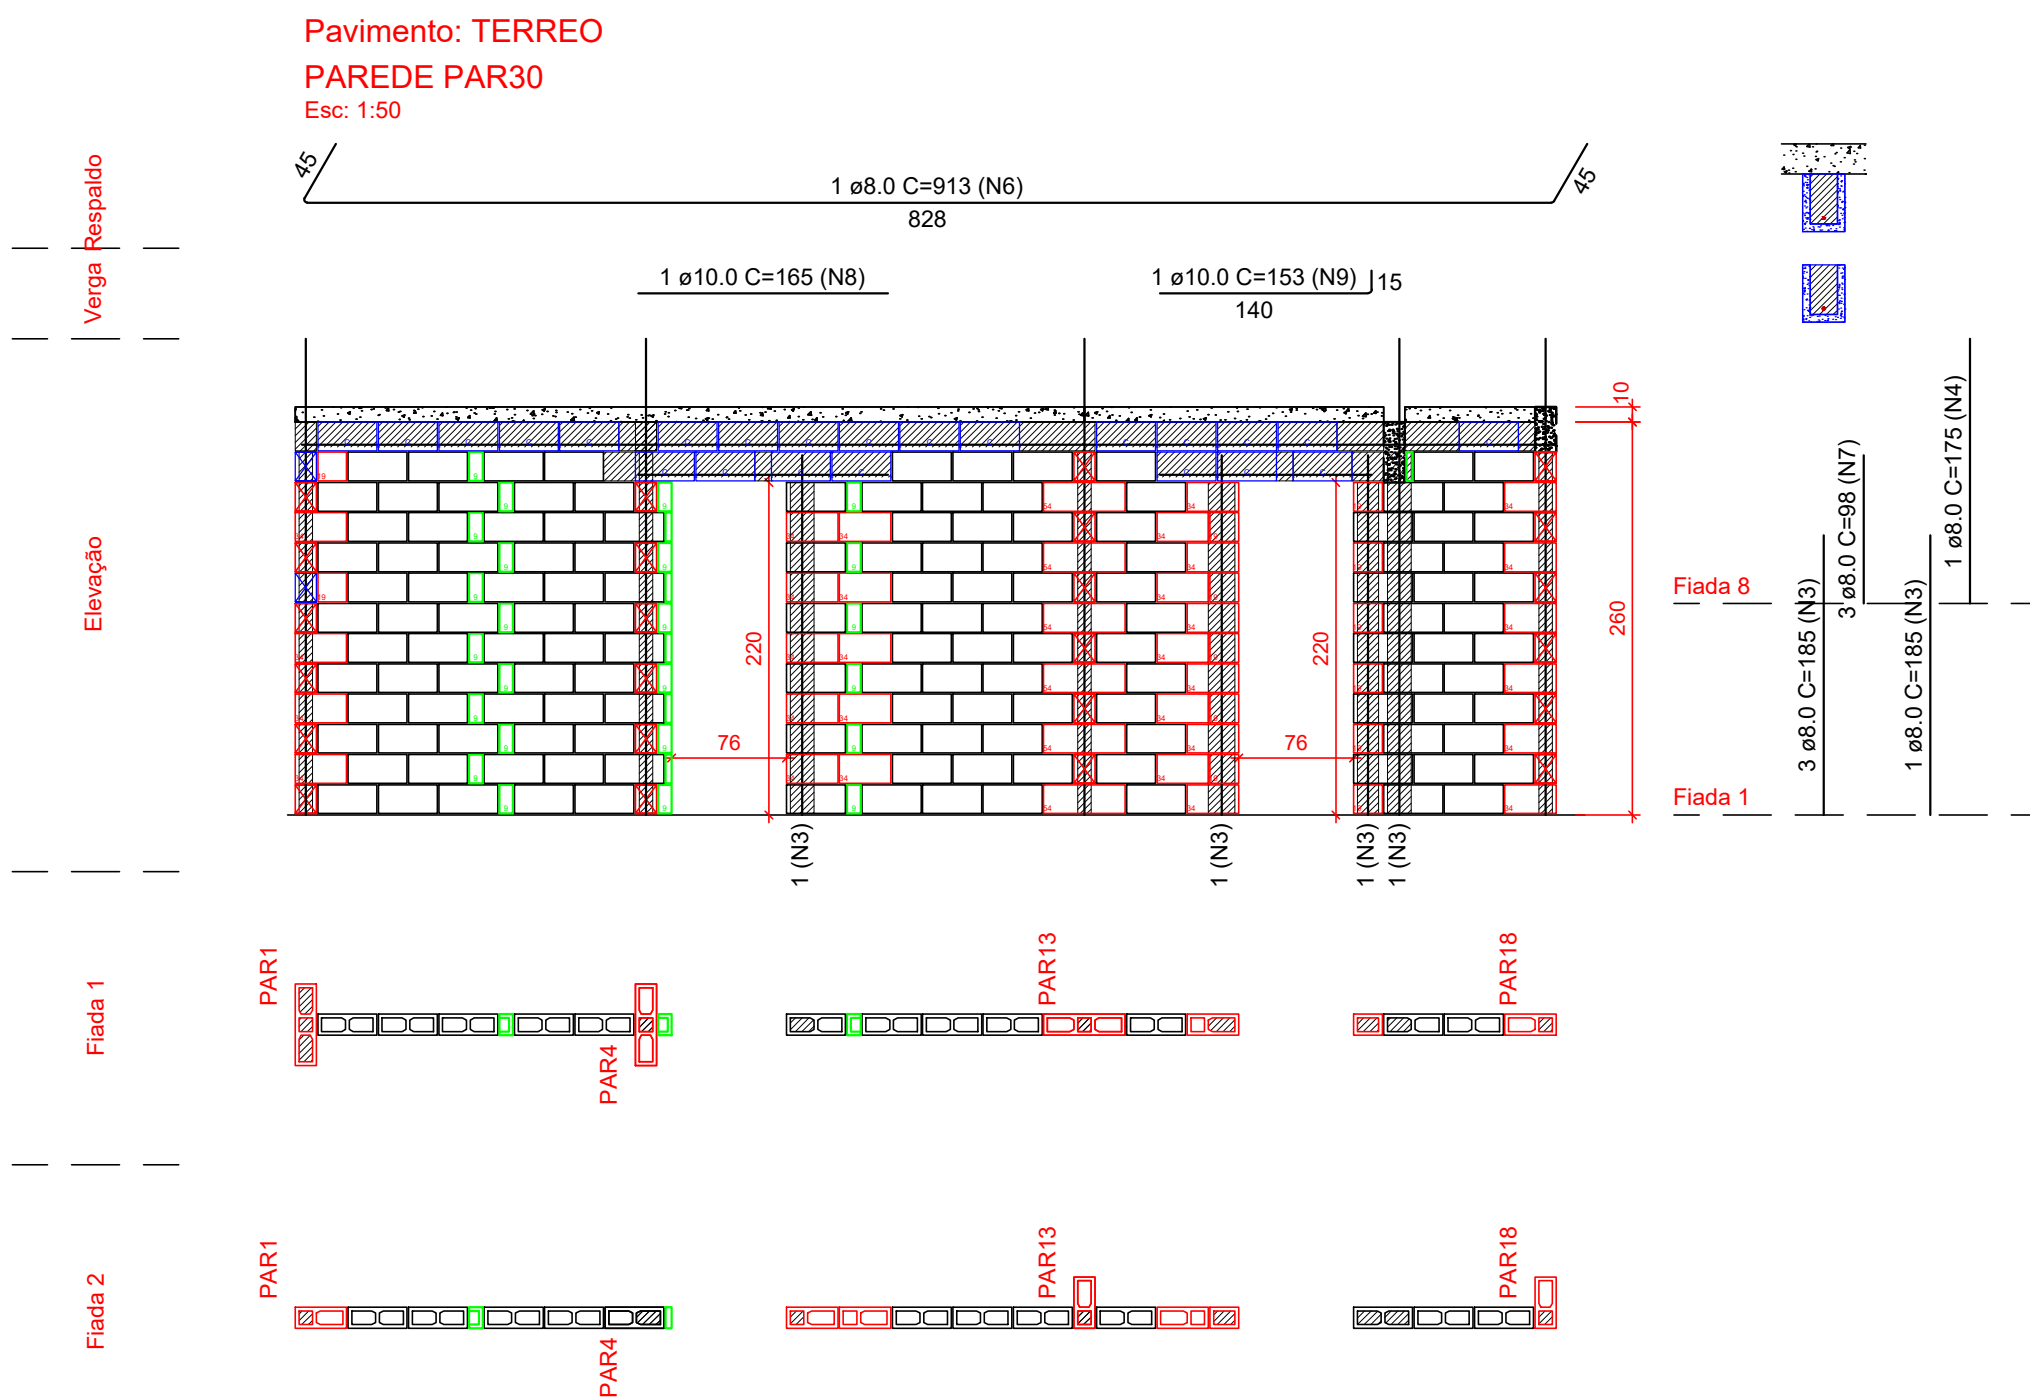 Pavimento: TERREO
PAREDE PAR30
Esc: 1:50
Respaldo
45
1 ø8.0 C=913 (N6)
828
45
Verga
1 ø10.0 C=165 (N8)
1 ø10.0 C=153 (N9)
15
140
Elevação
10
260
220
220
76
76
1 (N3)
1 (N3)
1 (N3)
1 (N3)
Fiada 8
Fiada 1
3 ø8.0 C=185 (N3)
3 ø8.0 C=98 (N7)
1 ø8.0 C=185 (N3)
1 ø8.0 C=175 (N4)
Fiada 1
PAR1
PAR4
PAR13
PAR18
Fiada 2
PAR1
PAR4
PAR13
PAR18